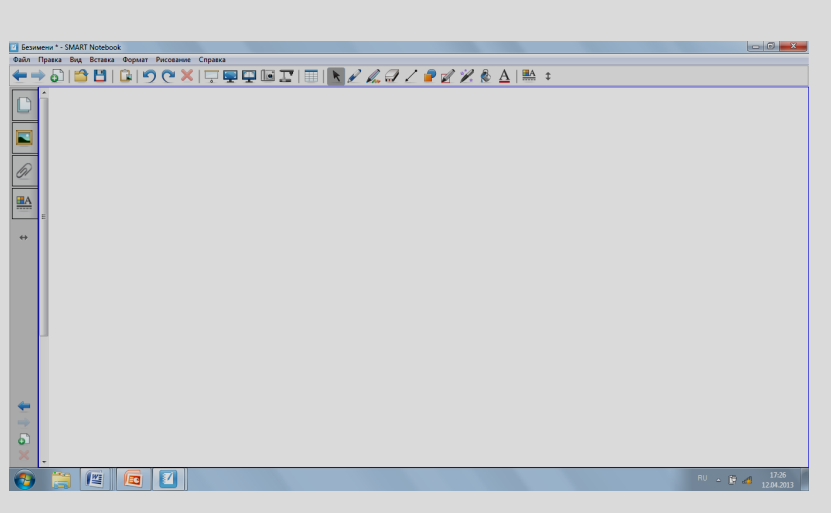 Безимени * - SMART Notebook
Файл Правка Вид Вставка Формат Рисование Справка
RU
17:26
12.04.2013